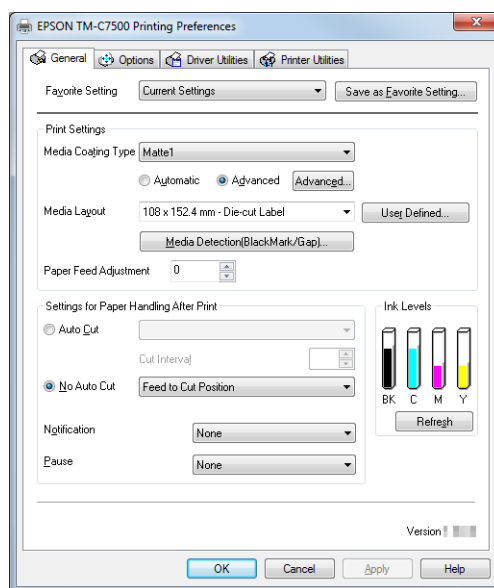 EPSON TM-C7500 Printing Preferences
General Options Driver Utilities Printer Utilities
Favorite Setting Current Settings Save as Favorite Setting...
Print Settings
Media Coating Type Matte1
Automatic Advanced Advanced...
Media Layout 108 x 152.4 mm - Die-cut Label User Defined...
Media Detection(BlackMark/Gap)...
Paper Feed Adjustment 0
Settings for Paper Handling After Print
Auto Cut
Cut Interval
No Auto Cut Feed to Cut Position
Notification None
Pause None
Ink Levels
BK C M Y
Refresh
Version
OK Cancel Apply Help